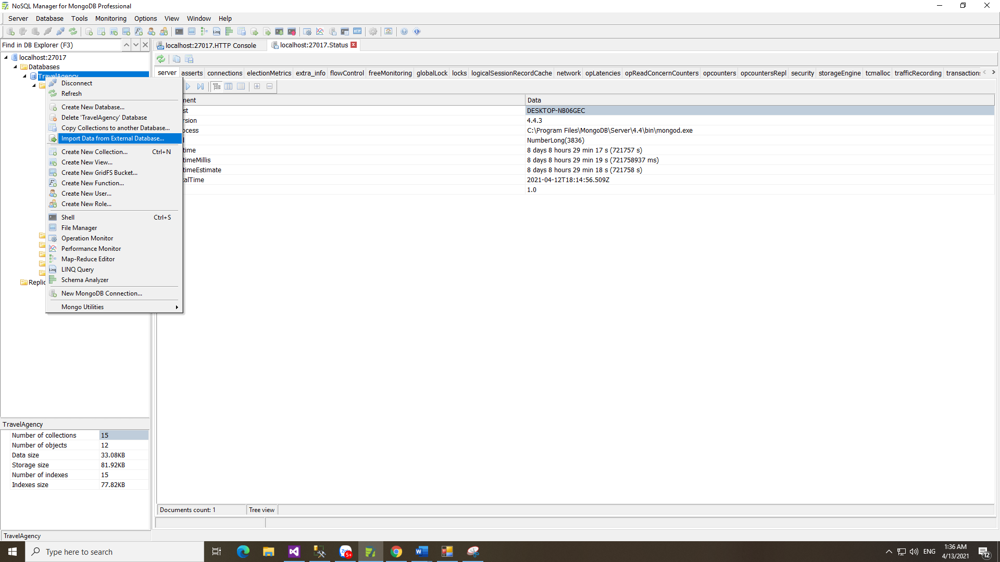 NoSQL Manager for MongoDB Professional
Server Database Tools Monitoring Options View Window Help
Find in DB Explorer (F3)
localhost:27017.HTTP Console
localhost:27017.Status
localhost:27017
Databases
TravelAgency
Replic
Disconnect
Refresh
Create New Database...
Delete 'TravelAgency' Database
Copy Collections to another Database...
Import Data from External Database...
Create New Collection... Ctrl+N
Create New View...
Create New GridFS Bucket...
Create New Function...
Create New User...
Create New Role...
Shell Ctrl+S
File Manager
Operation Monitor
Performance Monitor
Map-Reduce Editor
LINQ Query
Schema Analyzer
New MongoDB Connection...
Mongo Utilities
server asserts connections electionMetrics extra_info flowControl freeMonitoring globalLock locks logicalSessionRecordCache network opLatencies opReadConcernCounters opcounters opcountersRepl security storageEngine tcmalloc trafficRecording transactions
ment Data
st DESKTOP-NB06GEC
rsion 4.4.3
ocess C:\Program Files\MongoDB\Server\4.4\bin\mongod.exe
NumberLong(3836)
time 8 days 8 hours 29 min 17 s (721757 s)
timeMillis 8 days 8 hours 29 min 19 s (721758937 ms)
timeEstimate 8 days 8 hours 29 min 18 s (721758 s)
calTime 2021-04-12T18:14:56.509Z
1.0
TravelAgency
Number of collections 15
Number of objects 12
Data size 33.08KB
Storage size 81.92KB
Number of indexes 15
Indexes size 77.82KB
Documents count: 1 Tree view
TravelAgency
Type here to search
5+
ENG
1:36 AM
4/13/2021
12